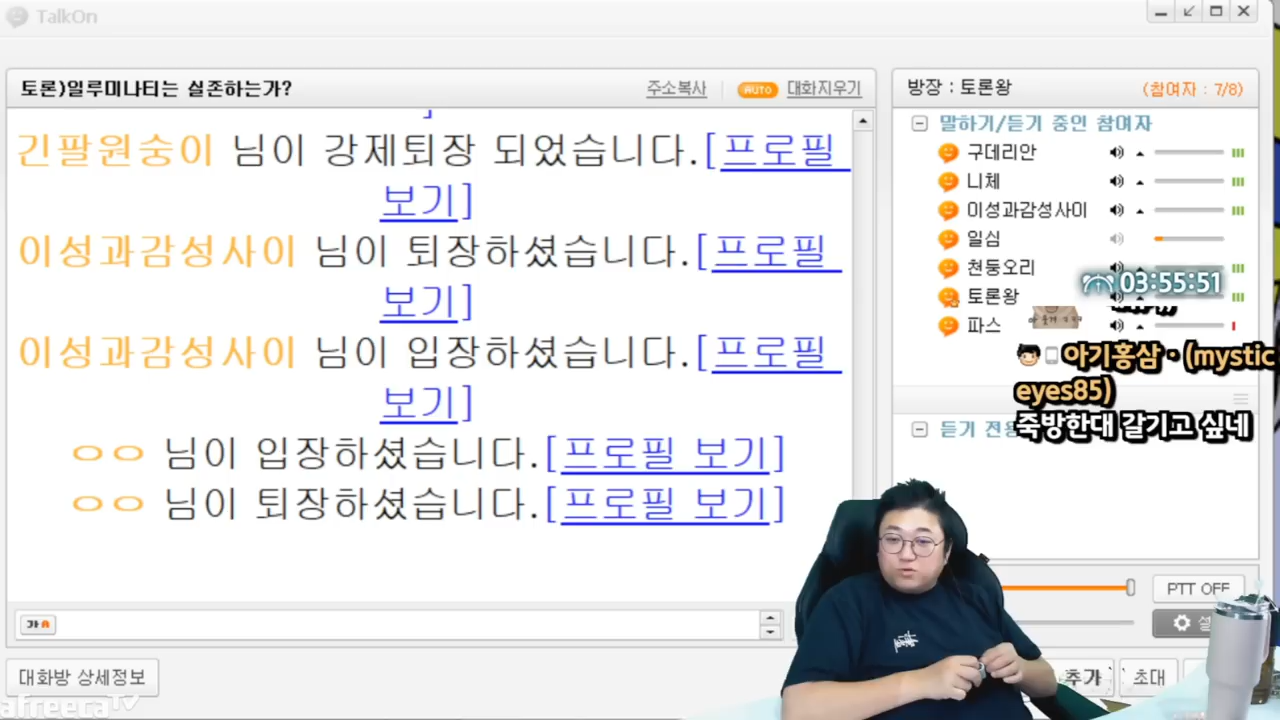 TalkOn
토론)일루미나티는 실존하는가?
주소복사
AUTO 대화지우기
긴팔원숭이 님이 강제퇴장 되었습니다.[프로필
보기]
이성과감성사이 님이 퇴장하셨습니다.[프로필
보기]
이성과감성사이 님이 입장하셨습니다.[프로필
보기]
ㅇㅇ 님이 입장하셨습니다.[프로필 보기]
ㅇㅇ 님이 퇴장하셨습니다.[프로필 보기]
가A
대화방 상세정보
afreecaTV
방장 : 토론왕
(참여자 : 7/8)
말하기/듣기 중인 참여자
구데리안
니체
이성과감성사이
일심
천둥오리
03:55:51
토론왕
파스
아기홍삼·(mystic
eyes85)
죽방한대 갈기고 싶네
듣기 전용
PTT OFF
추가
초대